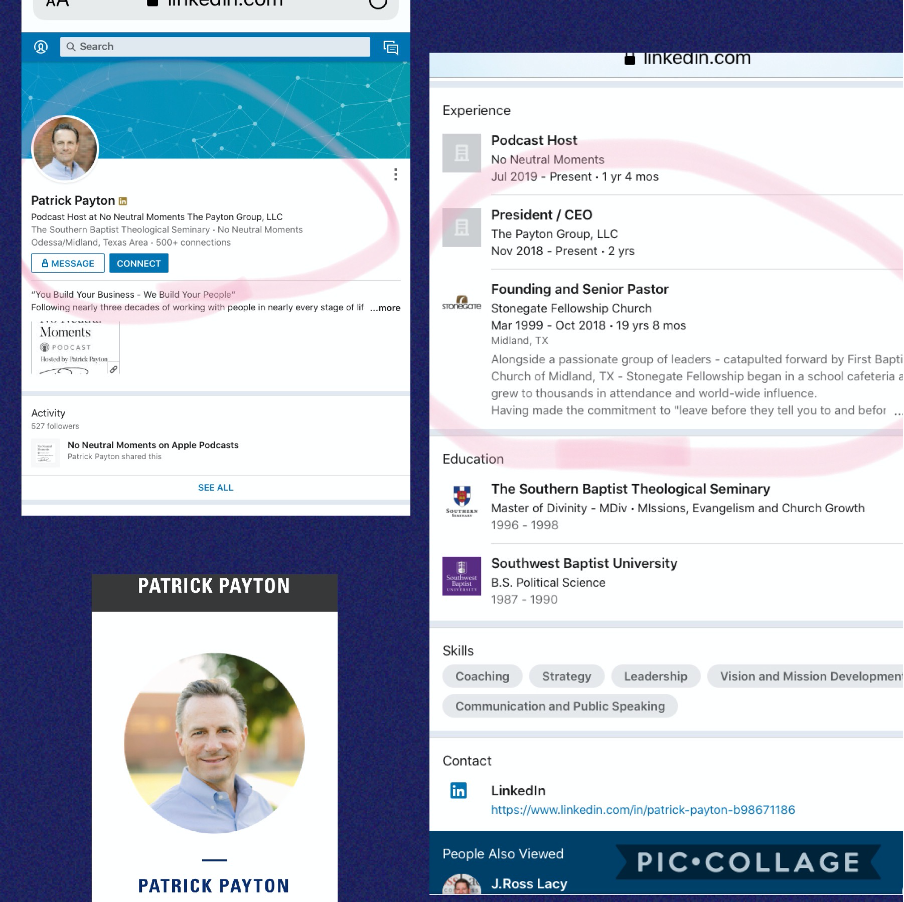 AA linkedin.com
Search
Patrick Payton in
Podcast Host at No Neutral Moments The Payton Group, LLC
The Southern Baptist Theological Seminary • No Neutral Moments
Odessa/Midland, Texas Area • 500+ connections
MESSAGE CONNECT
“You Build Your Business - We Build Your People"
Following nearly three decades of working with people in nearly every stage of lif ...more
No Neutral
Moments
PODCAST
Hosted by Patrick Payton
Activity
527 followers
No Neutral Moments on Apple Podcasts
Patrick Payton shared this
SEE ALL
PATRICK PAYTON
PATRICK PAYTON
linkedin.com
Experience
Podcast Host
No Neutral Moments
Jul 2019 - Present • 1 yr 4 mos
President / CEO
The Payton Group, LLC
Nov 2018 - Present • 2 yrs
STONEGATE
Founding and Senior Pastor
Stonegate Fellowship Church
Mar 1999 - Oct 2018 • 19 yrs 8 mos
Midland, TX
Alongside a passionate group of leaders - catapulted forward by First Bapti
Church of Midland, TX - Stonegate Fellowship began in a school cafeteria a
grew to thousands in attendance and world-wide influence.
Having made the commitment to "leave before they tell you to and befor ...
Education
SOUTHERN
SEMINARY
The Southern Baptist Theological Seminary
Master of Divinity - MDiv • MIssions, Evangelism and Church Growth
1996 - 1998
Southwest
Baptist
UNIVERSITY
Southwest Baptist University
B.S. Political Science
1987 - 1990
Skills
Coaching Strategy Leadership Vision and Mission Development
Communication and Public Speaking
Contact
in
LinkedIn
https://www.linkedin.com/in/patrick-payton-b98671186
People Also Viewed
J.Ross Lacy
PIC•COLLAGE